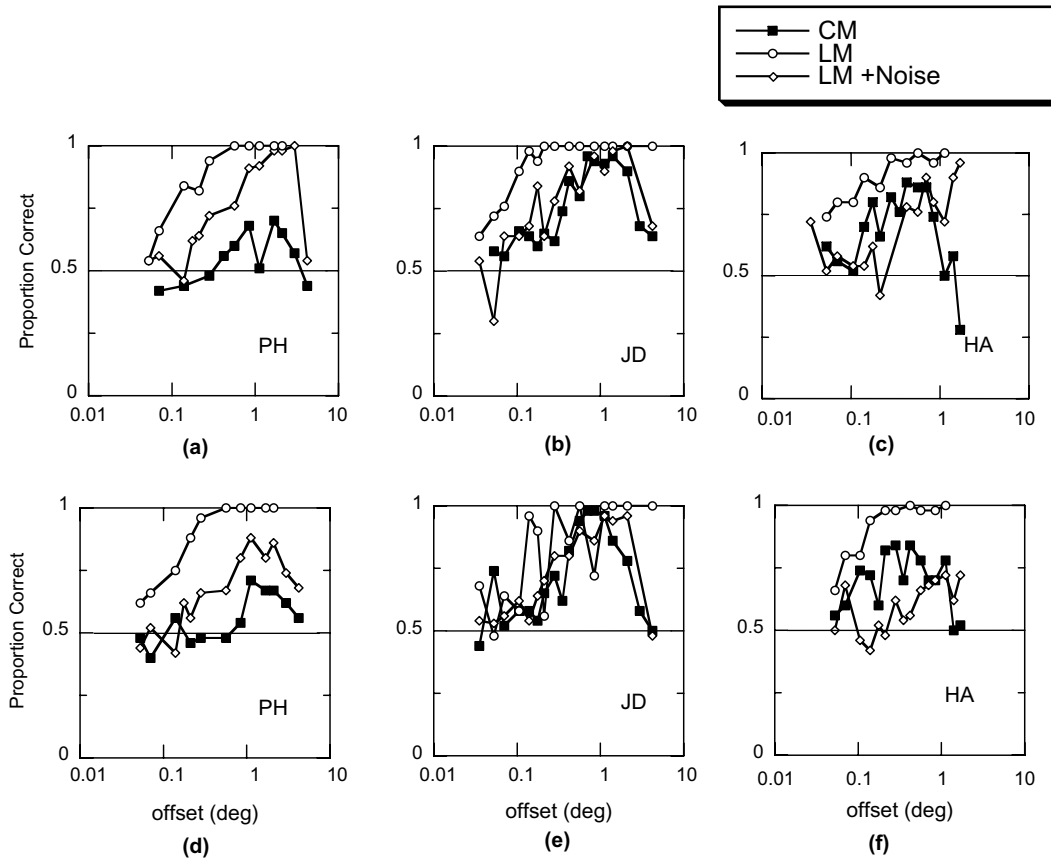 CM
LM
LM +Noise
Proportion Correct
1
0.5
0
PH
0.01 0.1 1 10
(a)
1
0.5
0
JD
0.01 0.1 1 10
(b)
1
0.5
0
HA
0.01 0.1 1 10
(c)
Proportion Correct
1
0.5
0
PH
0.01 0.1 1 10
offset (deg)
(d)
1
0.5
0
JD
0.01 0.1 1 10
offset (deg)
(e)
1
0.5
0
HA
0.01 0.1 1 10
offset (deg)
(f)